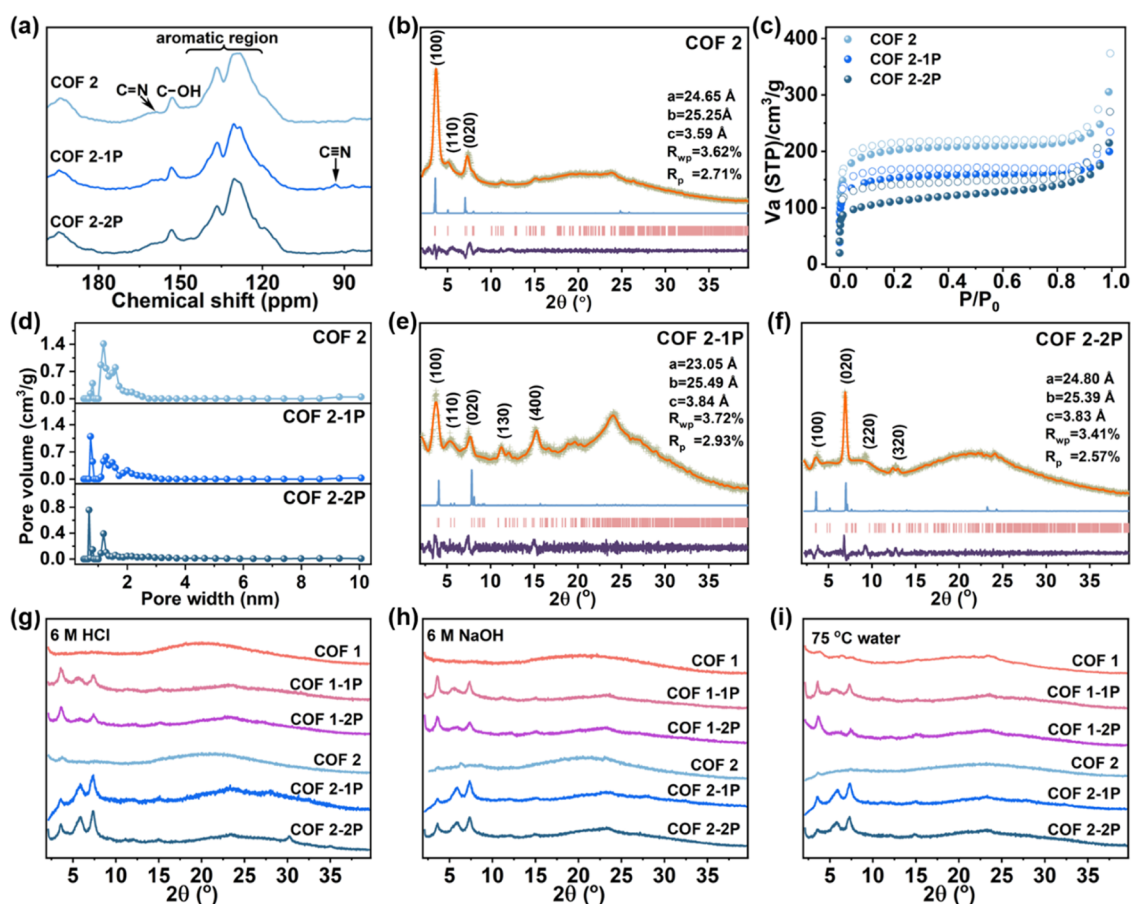 (a)
aromatic region
COF 2
C=N
C−OH
COF 2-1P
C≡N
COF 2-2P
180 150 120 90
Chemical shift (ppm)
(b)
COF 2
(100)
(110)
(020)
a=24.65 Å
b=25.25Å
c=3.59 Å
Rwp=3.62%
Rp=2.71%
5 10 15 20 25 30 35
2θ (°)
(c)
400
300
200
100
0
Va (STP)/cm³/g
COF 2
COF 2-1P
COF 2-2P
0.0 0.2 0.4 0.6 0.8 1.0
P/P₀
(d)
COF 2
1.4
0.7
0.0
COF 2-1P
1.4
0.7
0.0
COF 2-2P
0.8
0.4
0.0
Pore volume (cm³/g)
2 4 6 8 10
Pore width (nm)
(e)
COF 2-1P
(100)
(110)
(020)
(130)
(400)
a=23.05 Å
b=25.49 Å
c=3.84 Å
Rwp=3.72%
Rp=2.93%
5 10 15 20 25 30 35
2θ (°)
(f)
COF 2-2P
(100)
(020)
(220)
(320)
a=24.80 Å
b=25.39 Å
c=3.83 Å
Rwp=3.41%
Rp=2.57%
5 10 15 20 25 30 35
2θ (°)
(g)
6 M HCl
COF 1
COF 1-1P
COF 1-2P
COF 2
COF 2-1P
COF 2-2P
5 10 15 20 25 30 35
2θ (°)
(h)
6 M NaOH
COF 1
COF 1-1P
COF 1-2P
COF 2
COF 2-1P
COF 2-2P
5 10 15 20 25 30 35
2θ (°)
(i)
75 °C water
COF 1
COF 1-1P
COF 1-2P
COF 2
COF 2-1P
COF 2-2P
5 10 15 20 25 30 35
2θ (°)